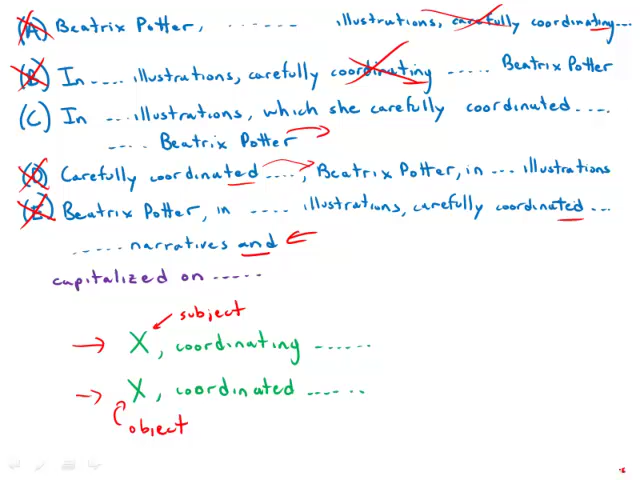 (A) Beatrix Potter, ...... illustrations, carefully coordinating...
(B) In .... illustrations, carefully coordinating ..... Beatrix Potter
(C) In ... illustrations, which she carefully coordinated ....
..... Beatrix Potter
(D) Carefully coordinated ...., Beatrix Potter, in ... illustrations
(E) Beatrix Potter, in ..... illustrations, carefully coordinated ...
...... narratives and
capitalized on ......
subject
X, coordinating .......
X, coordinated .......
object